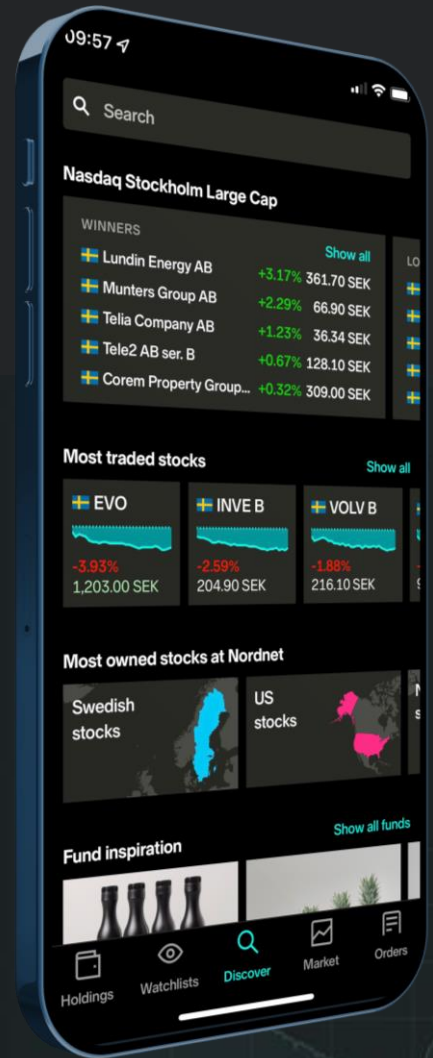 09:57
Search
Nasdaq Stockholm Large Cap
WINNERS
Show all
Lundin Energy AB +3.17% 361.70 SEK
Munters Group AB +2.29% 66.90 SEK
Telia Company AB +1.23% 36.34 SEK
Tele2 AB ser. B +0.67% 128.10 SEK
Corem Property Group... +0.32% 309.00 SEK
LO
Most traded stocks
Show all
EVO
-3.93%
1,203.00 SEK
INVE B
-2.59%
204.90 SEK
VOLV B
-1.88%
216.10 SEK
Most owned stocks at Nordnet
Swedish
stocks
US
stocks
N
s
Fund inspiration
Show all funds
Holdings
Watchlists
Discover
Market
Orders